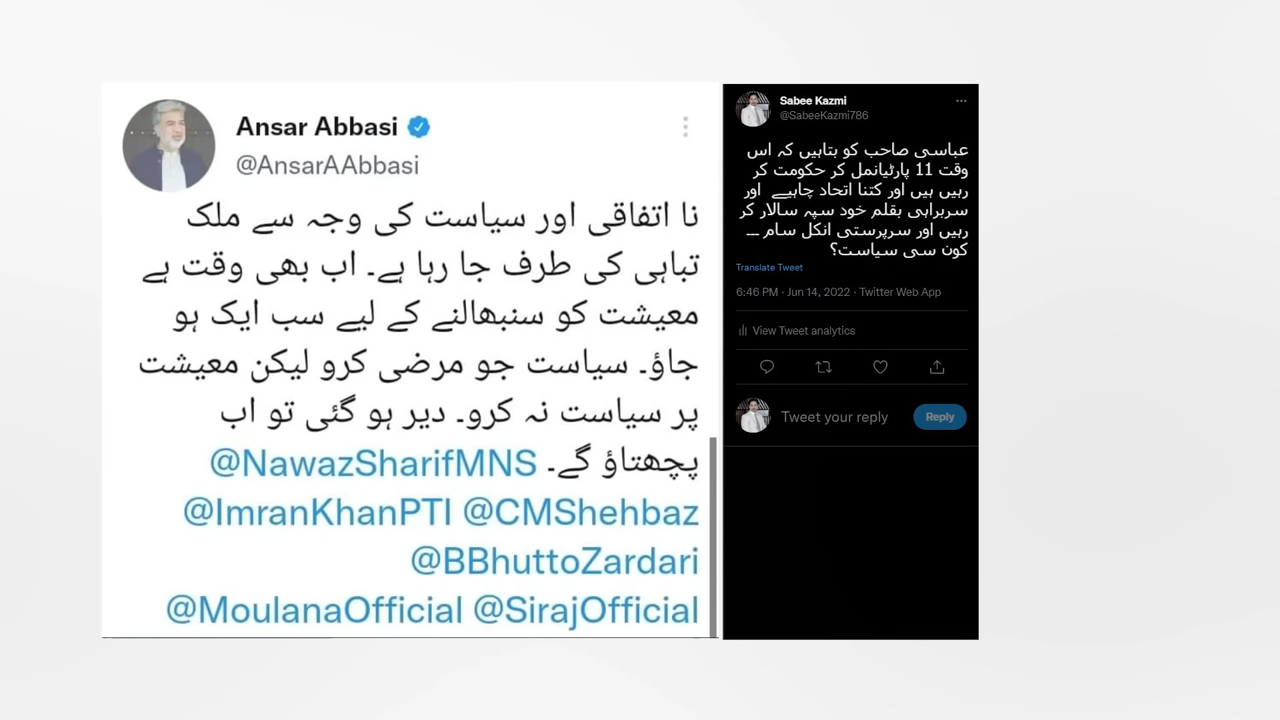 Ansar Abbasi
@AnsarAAbbasi
نا اتفاقی اور سیاست کی وجہ سے ملک
تباہی کی طرف جا رہا ہے۔ اب بھی وقت ہے
معیشت کو سنبھالنے کے لیے سب ایک ہو
جاؤ۔ سیاست جو مرضی کرو لیکن معیشت
پر سیاست نہ کرو۔ دیر ہو گئی تو اب
پچھتاؤ گے۔ @NawazSharifMNS
@ImranKhanPTI @CMShehbaz
@BBhuttoZardari
@MoulanaOfficial @SirajOfficial
Sabee Kazmi
@SabeeKazmi786
عباسی صاحب کو بتاہیں کہ اس
وقت 11 پارٹیانمل کر حکومت کر
رہیں ہیں اور کتنا اتحاد چاہیے اور
سربراہی بقلم خود سپہ سالار کر
رہیں اور سرپرستی انکل سام ---
کون سی سیاست؟
Translate Tweet
6:46 PM · Jun 14, 2022 · Twitter Web App
View Tweet analytics
Tweet your reply
Reply